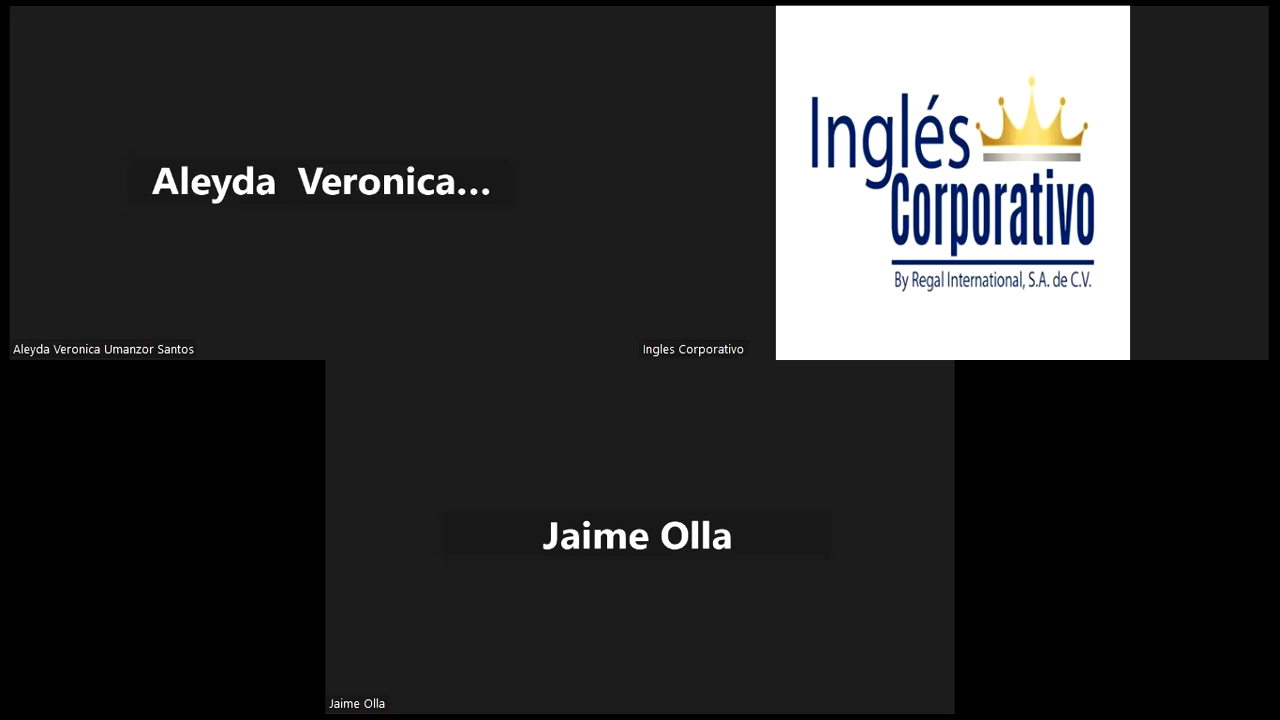 Aleyda  Veronica...
Aleyda Veronica Umanzor Santos
Inglés
Corporativo
By Regal International, S.A. de C.V.
Ingles Corporativo
Jaime Olla
Jaime Olla